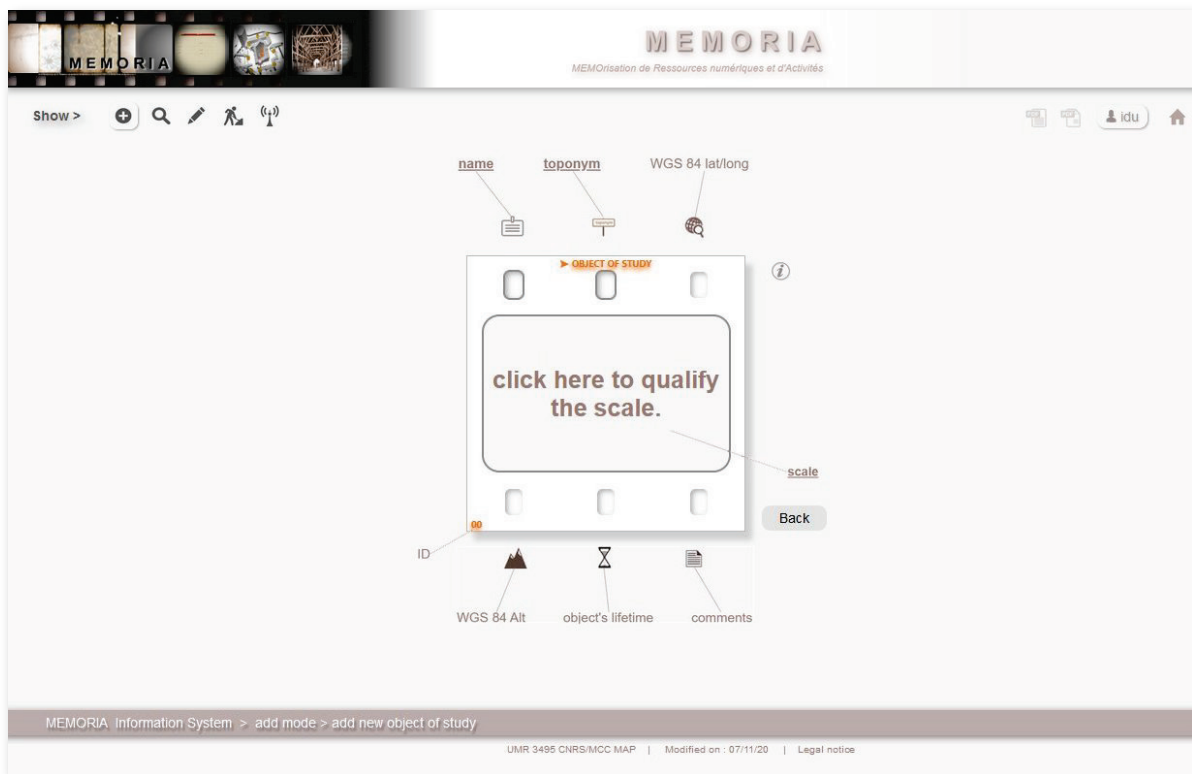 MEMORIA
MEMORIA
MEMOrisation de Ressources numériques et d'Activités
Show >
idu
name toponym WGS 84 lat/long
➤ OBJECT OF STUDY
click here to qualify
the scale.
scale
Back
00
ID
WGS 84 Alt object's lifetime comments
MEMORIA Information System > add mode > add new object of study
UMR 3495 CNRS/MCC MAP | Modified on : 07/11/20 | Legal notice